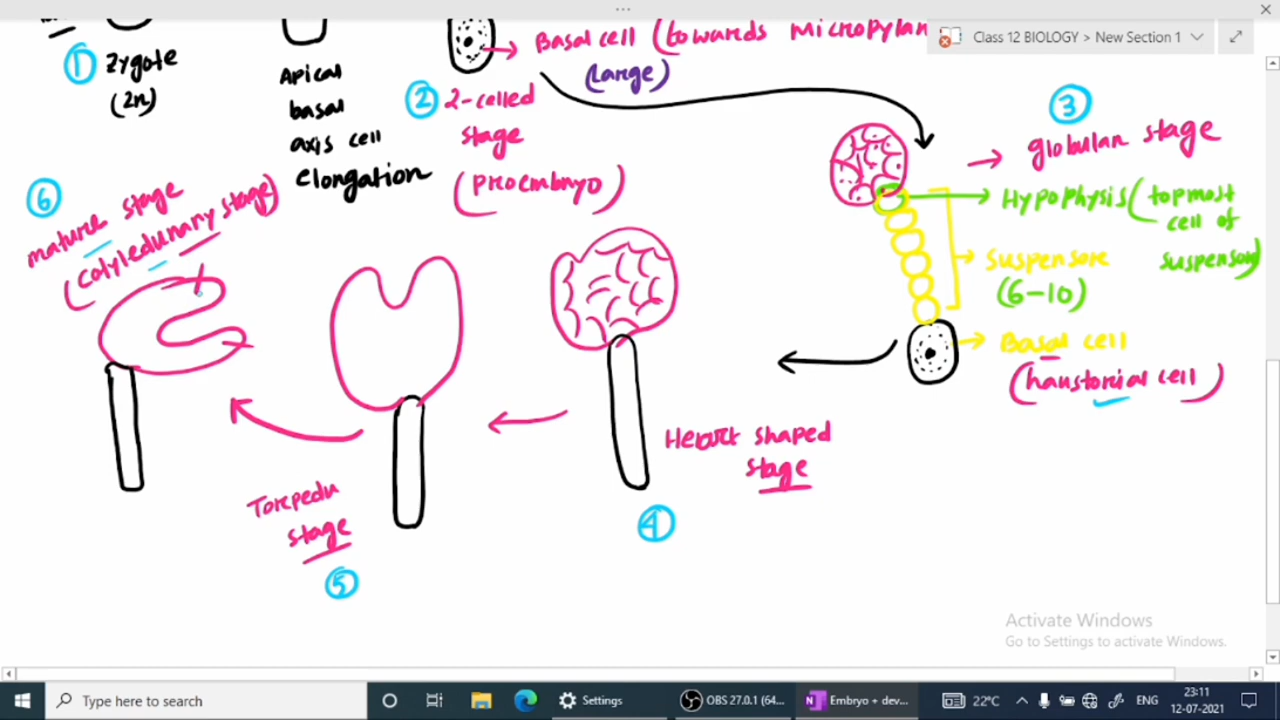 Class 12 BIOLOGY > New Section 1
Basal cell (towards micropylar
(large)
① Zygote
(2n)
Apical
basal
axis cell
elongation
② 2-celled
stage
(proembryo)
③
globular stage
Hypophysis (topmost
cell of
suspensor)
Suspensor
(6-10)
Basal cell
(haustorial cell)
⑥
mature stage
(cotyledunary stage)
Heart shaped
stage
④
Torepedu
stage
⑤
Activate Windows
Go to Settings to activate Windows.
Type here to search
Settings
OBS 27.0.1 (64...
Embryo + dev...
22°C
ENG
23:11
12-07-2021